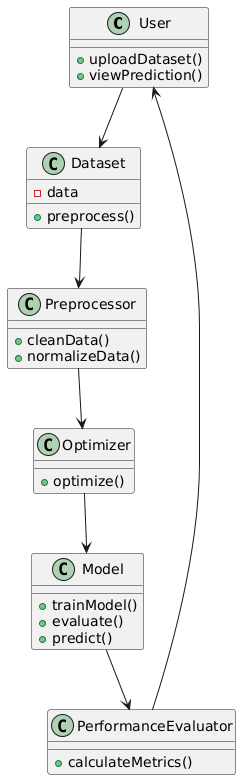 C User
+uploadDataset()
+viewPrediction()
C Dataset
data
preprocess()
C Preprocessor
cleanData()
normalizeData()
C Optimizer
optimize()
C Model
trainModel()
evaluate()
predict()
C PerformanceEvaluator
calculateMetrics()